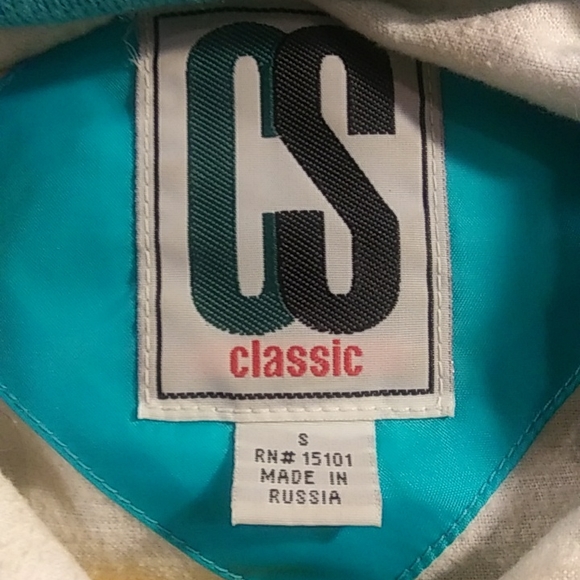 CS
classic
S
RN# 15101
MADE IN
RUSSIA